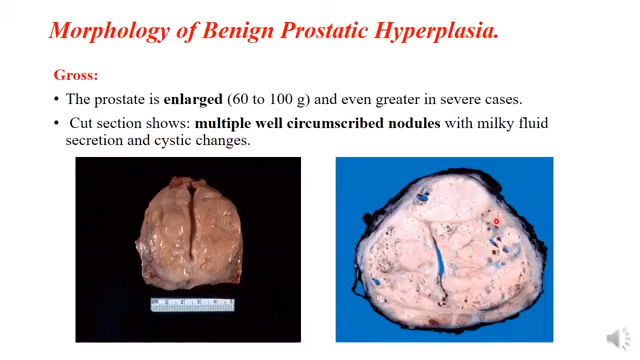 Morphology of Benign Prostatic Hyperplasia.
Gross:
• The prostate is enlarged (60 to 100 g) and even greater in severe cases.
• Cut section shows: multiple well circumscribed nodules with milky fluid
secretion and cystic changes.